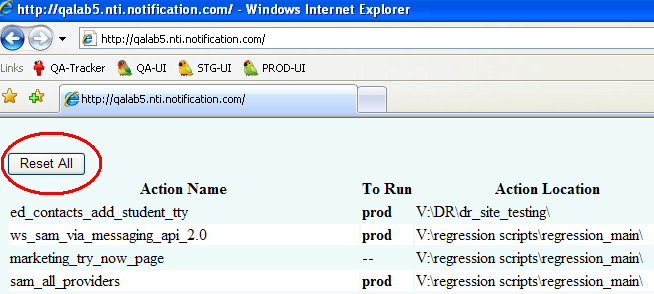 http://qalab5.nti.notification.com/ - Windows Internet Explorer
http://qalab5.nti.notification.com/
Links QA-Tracker QA-UI STG-UI PROD-UI
http://qalab5.nti.notification.com/
Reset All
Action Name To Run Action Location
ed_contacts_add_student_tty prod V:\DR\dr_site_testing\
ws_sam_via_messaging_api_2.0 prod V:\regression scripts\regression_main\
marketing_try_now_page -- V:\regression scripts\regression_main\
sam_all_providers prod V:\regression scripts\regression_main\